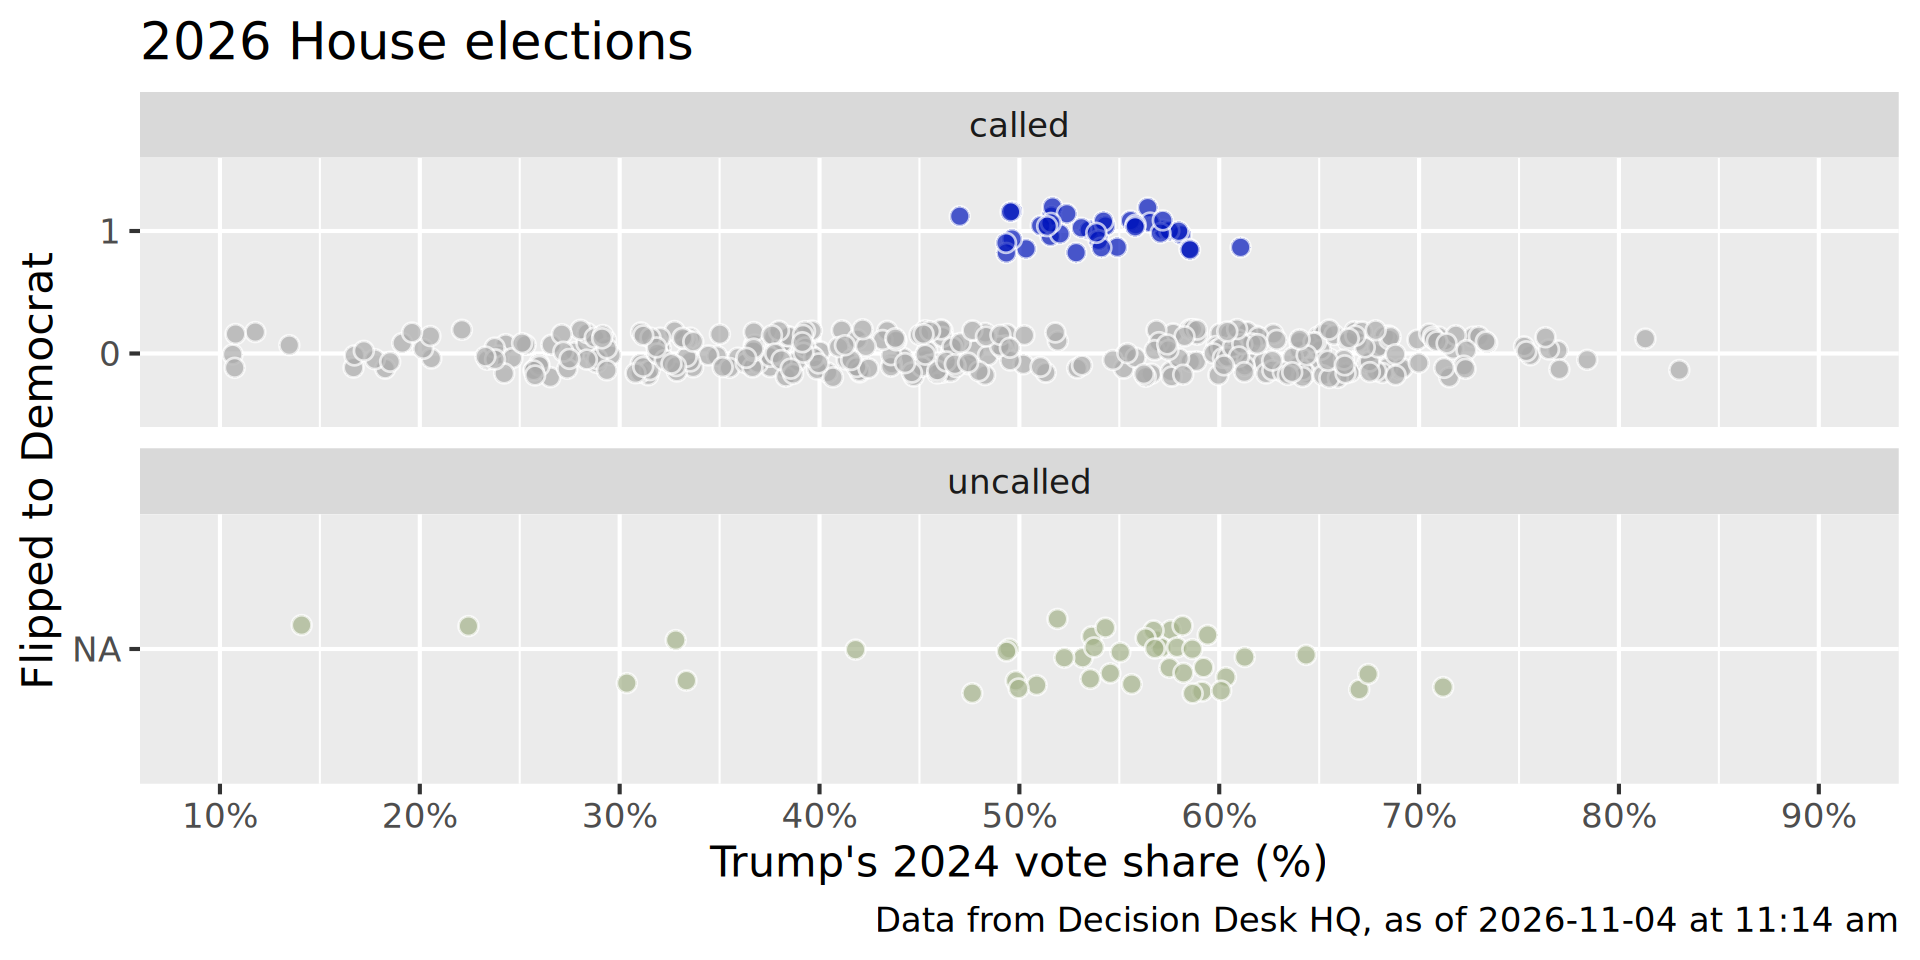 2026 House elections
called
1
0
Flipped to Democrat
uncalled
NA
10% 20% 30% 40% 50% 60% 70% 80% 90%
Trump's 2024 vote share (%)
Data from Decision Desk HQ, as of 2026-11-04 at 11:14 am